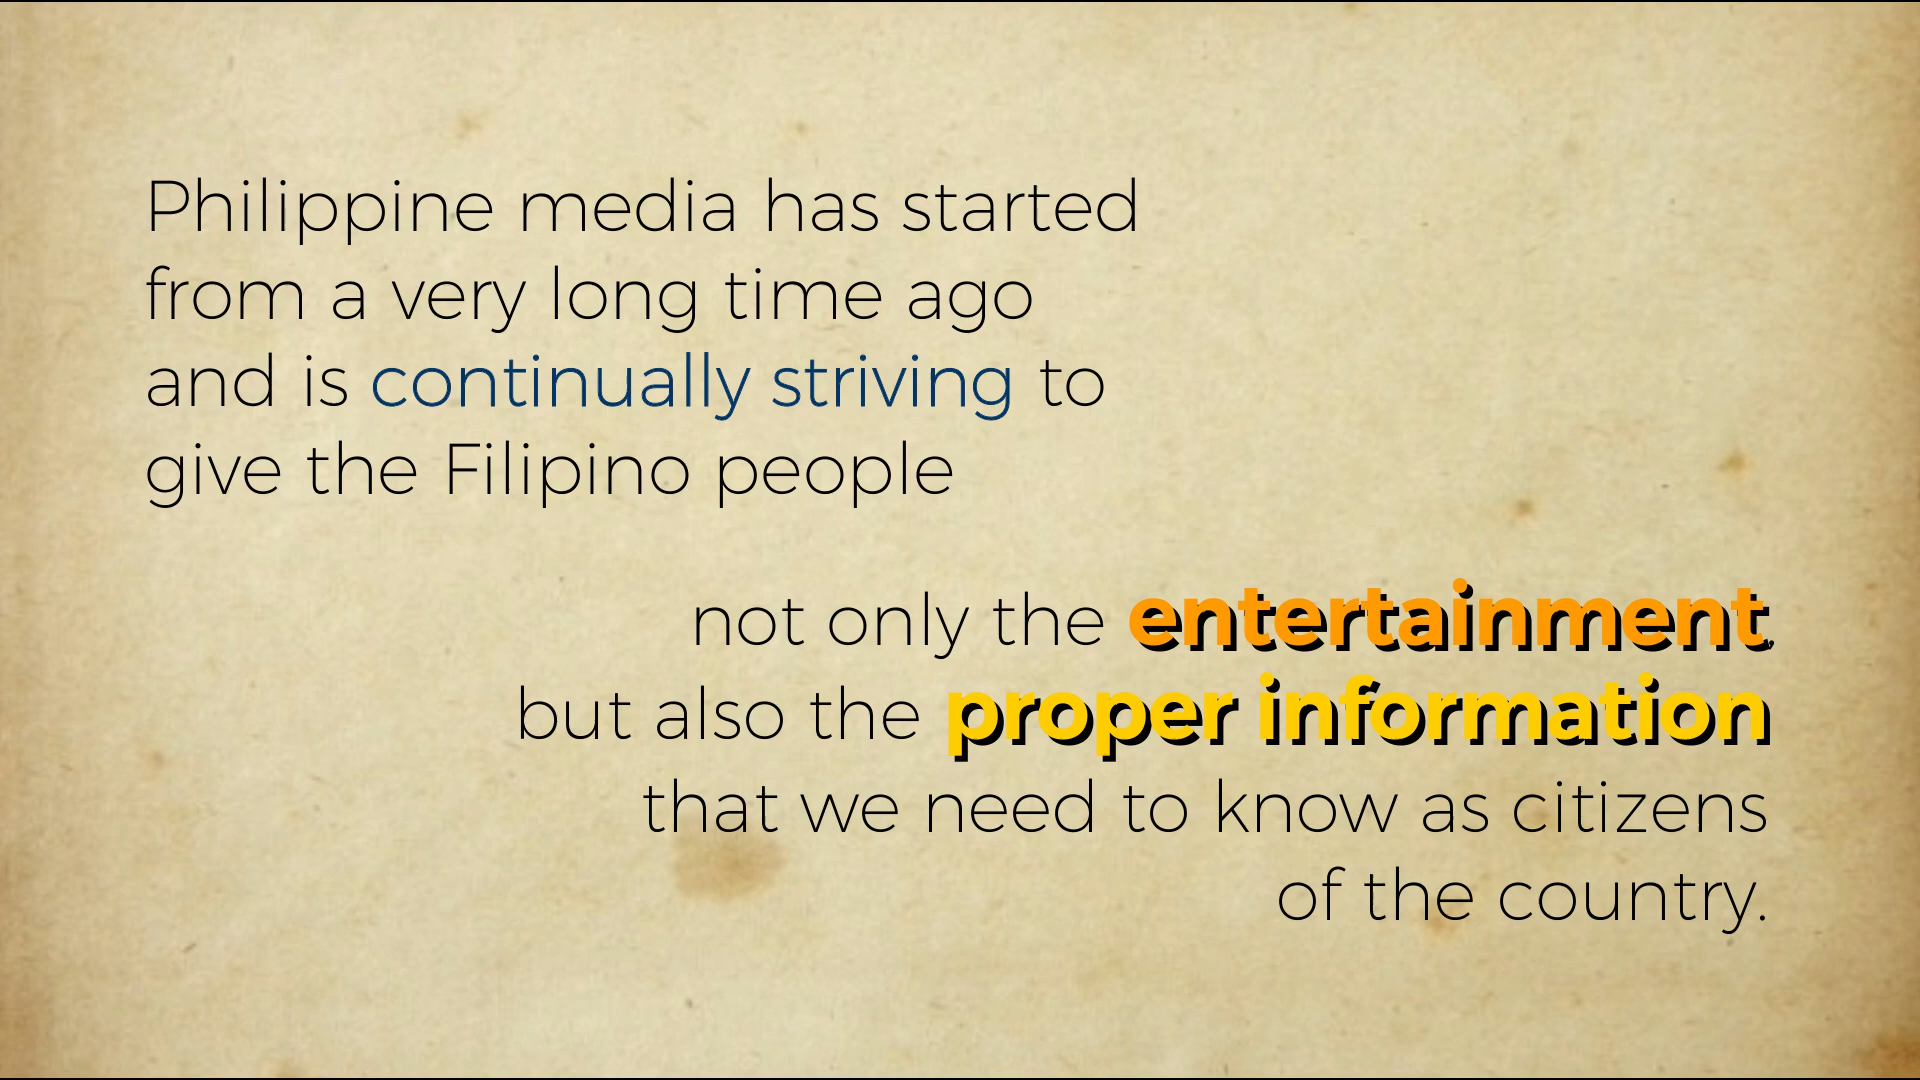 Philippine media has started
from a very long time ago
and is continually striving to
give the Filipino people
not only the entertainment,
but also the proper information
that we need to know as citizens
of the country.